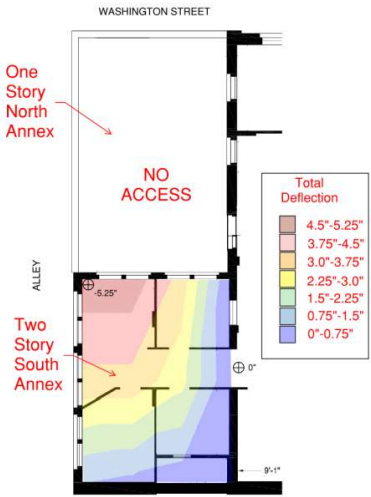 WASHINGTON STREET
One
Story
North
Annex
NO
ACCESS
Total
Deflection
4.5"-5.25"
3.75"-4.5"
3.0"-3.75"
2.25"-3.0"
1.5"-2.25"
0.75"-1.5"
0"-0.75"
ALLEY
-5.25"
Two
Story
South
Annex
0"
9'-1"